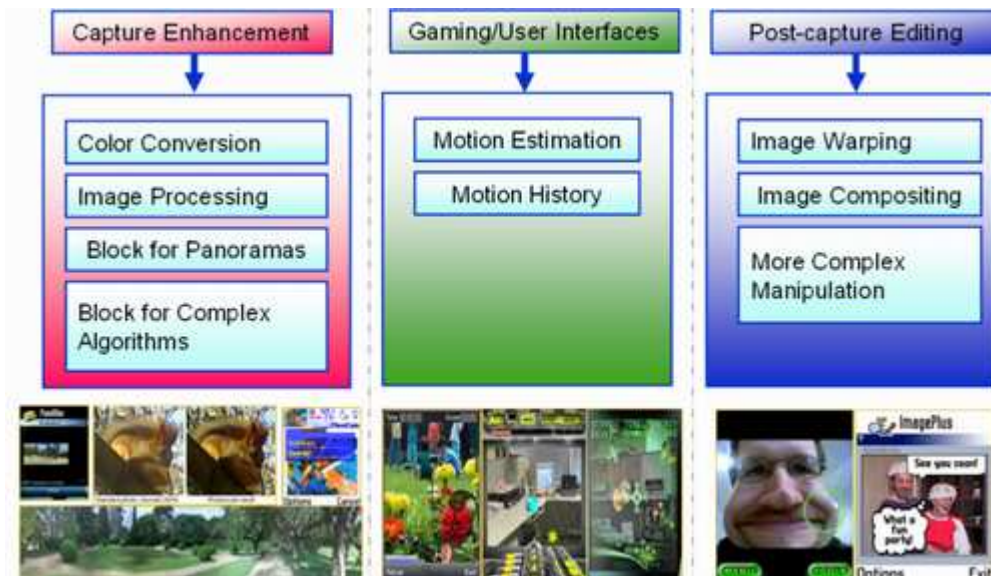 Capture Enhancement
Color Conversion
Image Processing
Block for Panoramas
Block for Complex
Algorithms
Gaming/User Interfaces
Motion Estimation
Motion History
Post-capture Editing
Image Warping
Image Compositing
More Complex
Manipulation
ImagePlus
See you soon!
What a
fun
party!
Options
Exit